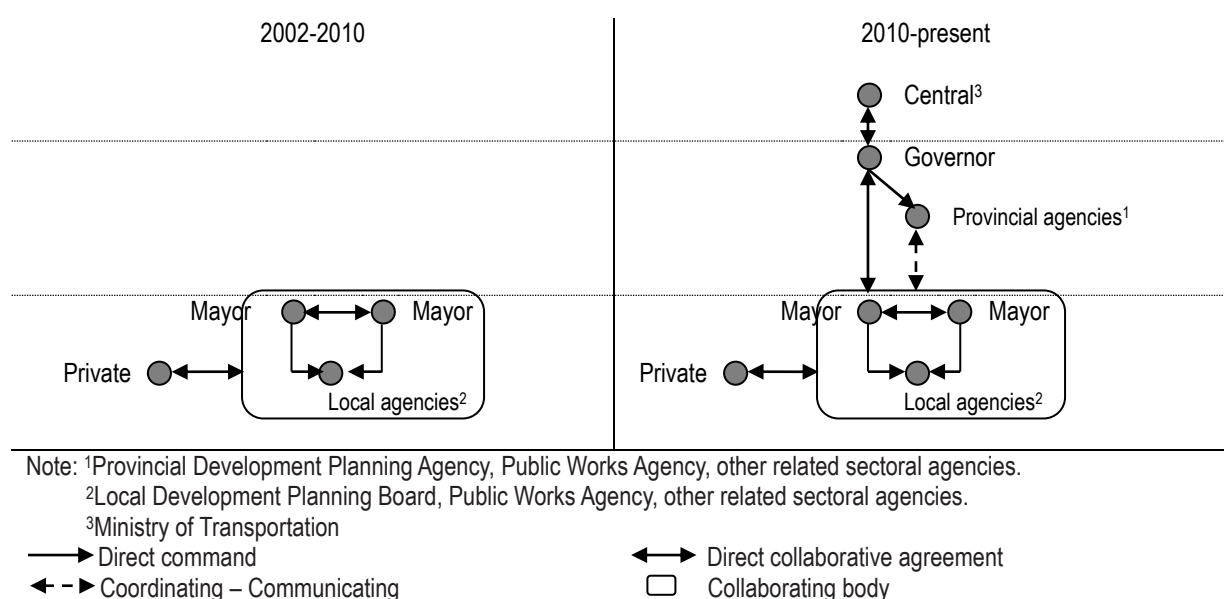 2002-2010
2010-present
Central³
Governor
Provincial agencies¹
Mayor Mayor
Private
Local agencies²
Mayor Mayor
Private
Local agencies²
Note: ¹Provincial Development Planning Agency, Public Works Agency, other related sectoral agencies.
²Local Development Planning Board, Public Works Agency, other related sectoral agencies.
³Ministry of Transportation
Direct command
Direct collaborative agreement
Coordinating – Communicating
Collaborating body